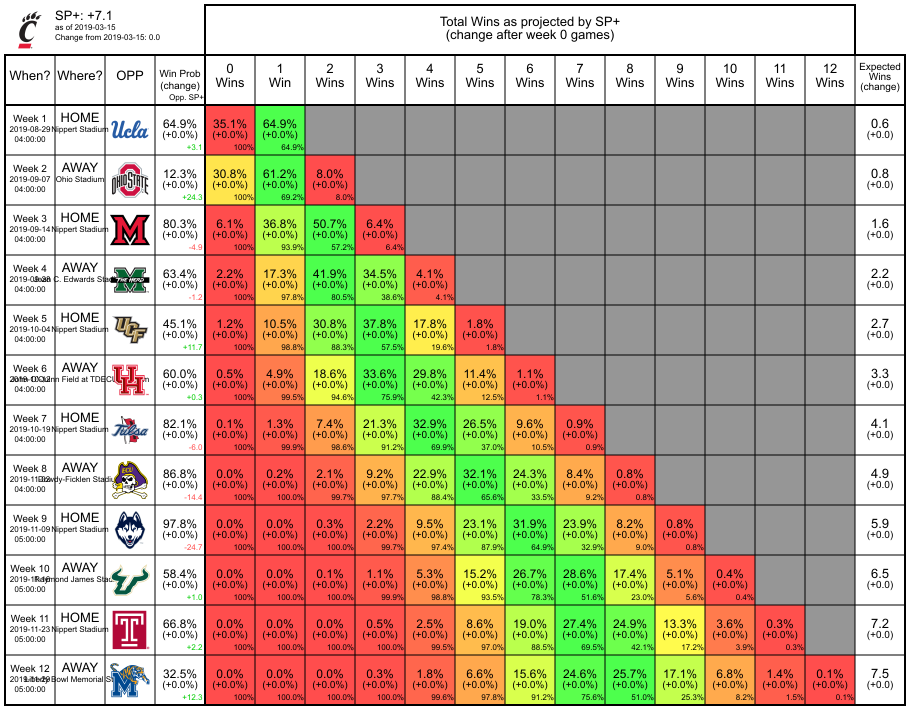 SP+: +7.1
as of 2019-03-15
Change from 2019-03-15: 0.0
Total Wins as projected by SP+
(change after week 0 games)
When? Where? OPP Win Prob (change) Opp. SP+ 0 Wins 1 Win 2 Wins 3 Wins 4 Wins 5 Wins 6 Wins 7 Wins 8 Wins 9 Wins 10 Wins 11 Wins 12 Wins Expected Wins (change)
Week 1 HOME 64.9% 35.1% 64.9% 0.6
2019-08-29 Nippert Stadium Ucla (+0.0%) (+0.0%) (+0.0%) (+0.0)
04:00:00 +3.1 100% 64.9%
Week 2 AWAY 12.3% 30.8% 61.2% 8.0% 0.8
2019-09-07 Ohio Stadium OHIO STATE (+0.0%) (+0.0%) (+0.0%) (+0.0%) (+0.0)
04:00:00 +24.3 100% 69.2% 8.0%
Week 3 HOME 80.3% 6.1% 36.8% 50.7% 6.4% 1.6
2019-09-14 Nippert Stadium M (+0.0%) (+0.0%) (+0.0%) (+0.0%) (+0.0%) (+0.0)
04:00:00 -4.9 100% 93.9% 57.2% 6.4%
Week 4 AWAY 63.4% 2.2% 17.3% 41.9% 34.5% 4.1% 2.2
C. Edwards M THE HERD (+0.0%) (+0.0%) (+0.0%) (+0.0%) (+0.0%) (+0.0%) (+0.0)
04:00:00 -1.2 100% 97.8% 80.5% 38.6% 4.1%
Week 5 HOME 45.1% 1.2% 10.5% 30.8% 37.8% 17.8% 1.8% 2.7
2019-10-04 Nippert Stadium UCF (+0.0%) (+0.0%) (+0.0%) (+0.0%) (+0.0%) (+0.0%) (+0.0%) (+0.0)
04:00:00 +11.7 100% 98.8% 88.3% 57.5% 19.6% 1.8%
Week 6 AWAY 60.0% 0.5% 4.9% 18.6% 33.6% 29.8% 11.4% 1.1% 3.3
Field at UH (+0.0%) (+0.0%) (+0.0%) (+0.0%) (+0.0%) (+0.0%) (+0.0%) (+0.0%) (+0.0)
04:00:00 +0.3 100% 99.5% 94.6% 75.9% 42.3% 12.5% 1.1%
Week 7 HOME 82.1% 0.1% 1.3% 7.4% 21.3% 32.9% 26.5% 9.6% 0.9% 4.1
2019-10-19 Nippert Stadium Tulsa (+0.0%) (+0.0%) (+0.0%) (+0.0%) (+0.0%) (+0.0%) (+0.0%) (+0.0%) (+0.0%) (+0.0)
04:00:00 -6.0 100% 99.9% 98.6% 91.2% 69.9% 37.0% 10.5% 0.9%
Week 8 AWAY 86.8% 0.0% 0.2% 2.1% 9.2% 22.9% 32.1% 24.3% 8.4% 0.8% 4.9
ECU (+0.0%) (+0.0%) (+0.0%) (+0.0%) (+0.0%) (+0.0%) (+0.0%) (+0.0%) (+0.0%) (+0.0%) (+0.0)
04:00:00 -14.4 100% 100.0% 99.7% 97.7% 88.4% 65.6% 33.5% 9.2% 0.8%
Week 9 HOME 97.8% 0.0% 0.0% 0.3% 2.2% 9.5% 23.1% 31.9% 23.9% 8.2% 0.8% 5.9
2019-11-09 Nippert Stadium (+0.0%) (+0.0%) (+0.0%) (+0.0%) (+0.0%) (+0.0%) (+0.0%) (+0.0%) (+0.0%) (+0.0%) (+0.0%) (+0.0)
05:00:00 -24.7 100% 100.0% 100.0% 99.7% 97.4% 87.9% 64.9% 32.9% 9.0% 0.8%
Week 10 AWAY 58.4% 0.0% 0.0% 0.1% 1.1% 5.3% 15.2% 26.7% 28.6% 17.4% 5.1% 0.4% 6.5
James (+0.0%) (+0.0%) (+0.0%) (+0.0%) (+0.0%) (+0.0%) (+0.0%) (+0.0%) (+0.0%) (+0.0%) (+0.0%) (+0.0%) (+0.0)
05:00:00 +1.0 100% 100.0% 100.0% 99.9% 98.8% 93.5% 78.3% 51.6% 23.0% 5.6% 0.4%
Week 11 HOME 66.8% 0.0% 0.0% 0.0% 0.5% 2.5% 8.6% 19.0% 27.4% 24.9% 13.3% 3.6% 0.3% 7.2
2019-11-23 Nippert Stadium T (+0.0%) (+0.0%) (+0.0%) (+0.0%) (+0.0%) (+0.0%) (+0.0%) (+0.0%) (+0.0%) (+0.0%) (+0.0%) (+0.0%) (+0.0%) (+0.0)
05:00:00 +2.2 100% 100.0% 100.0% 100.0% 99.5% 97.0% 88.5% 69.5% 42.1% 17.2% 3.9% 0.3%
Week 12 AWAY 32.5% 0.0% 0.0% 0.0% 0.3% 1.8% 6.6% 15.6% 24.6% 25.7% 17.1% 6.8% 1.4% 0.1% 7.5
Bowl Memorial M (+0.0%) (+0.0%) (+0.0%) (+0.0%) (+0.0%) (+0.0%) (+0.0%) (+0.0%) (+0.0%) (+0.0%) (+0.0%) (+0.0%) (+0.0%) (+0.0%) (+0.0)
05:00:00 +12.3 100% 100.0% 100.0% 100.0% 99.6% 97.8% 91.2% 75.6% 51.0% 25.3% 8.2% 1.5% 0.1%